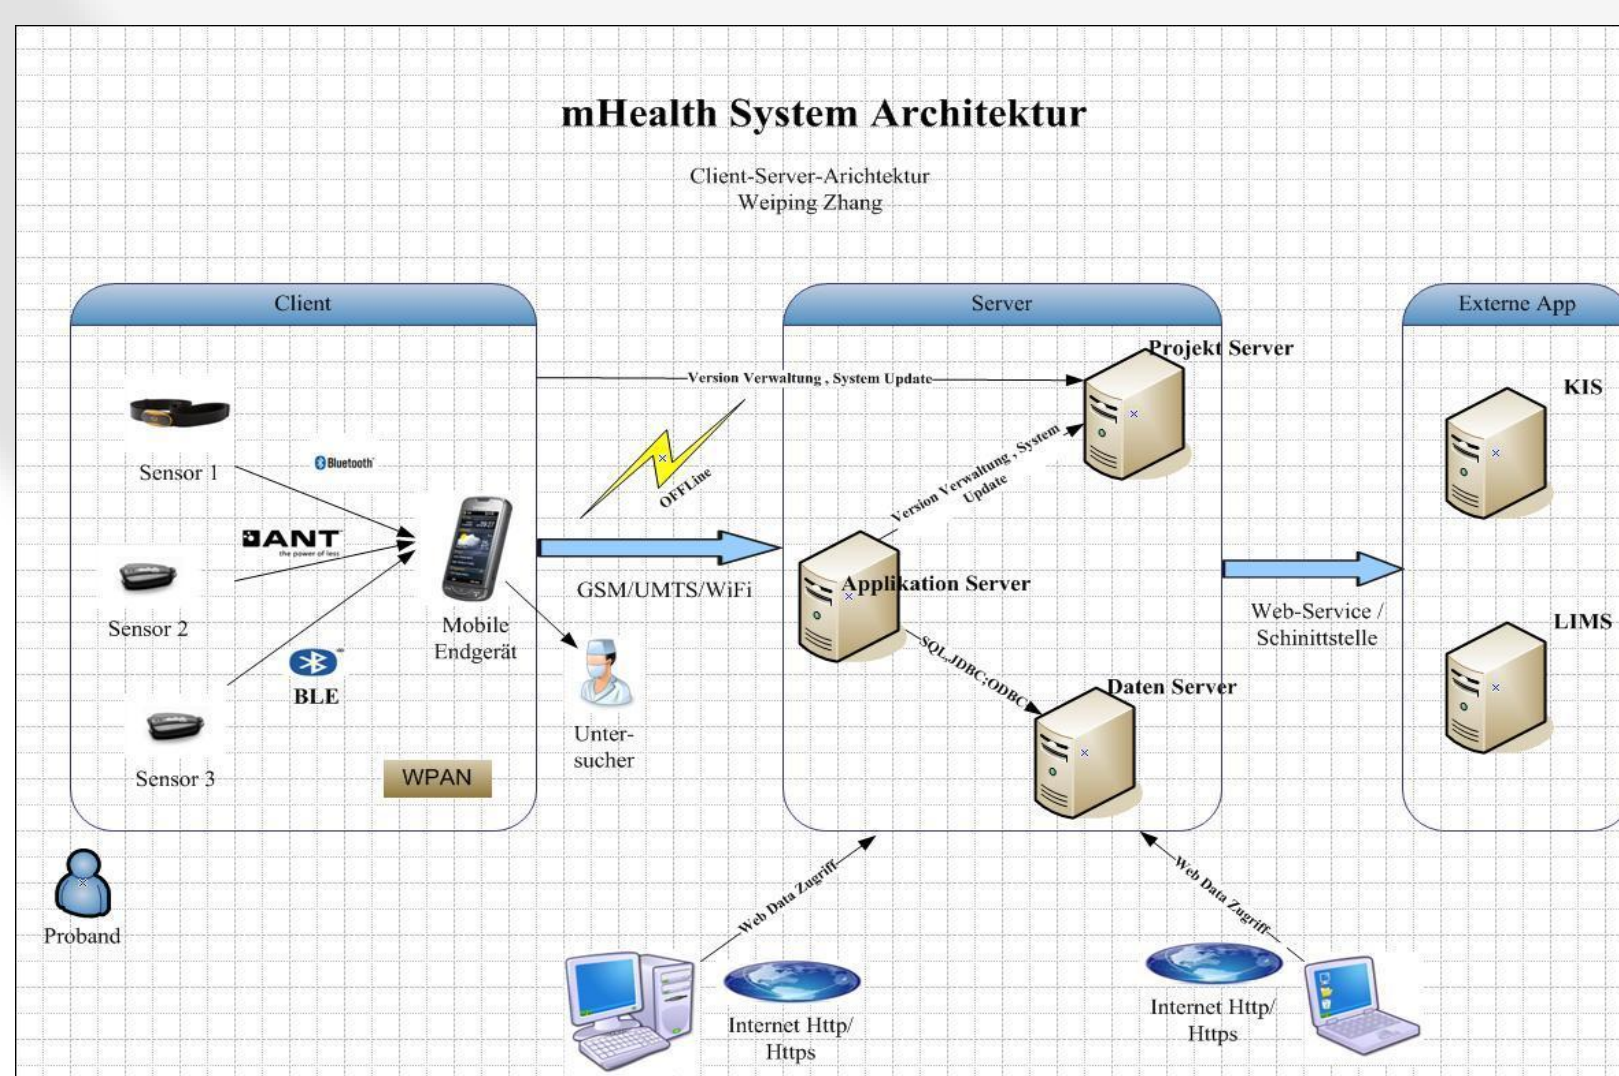 mHealth System Architektur
Client-Server-Arichtektur
Weiping Zhang
Client
Server
Externe App
Projekt Server
Version Verwaltung , System Update
KIS
Sensor 1
Bluetooth
OFFLine
Version Verwaltung , System
Update
ANT
the power of less
GSM/UMTS/WiFi
Applikation Server
Web-Service /
Schinittstelle
LIMS
Sensor 2
Mobile
Endgerät
BLE
SQL,JDBC;ODBC
Daten Server
Unter-
sucher
Sensor 3
WPAN
Proband
Web Data Zugriff
Web Data Zugriff
Internet Http/
Https
Internet Http/
Https